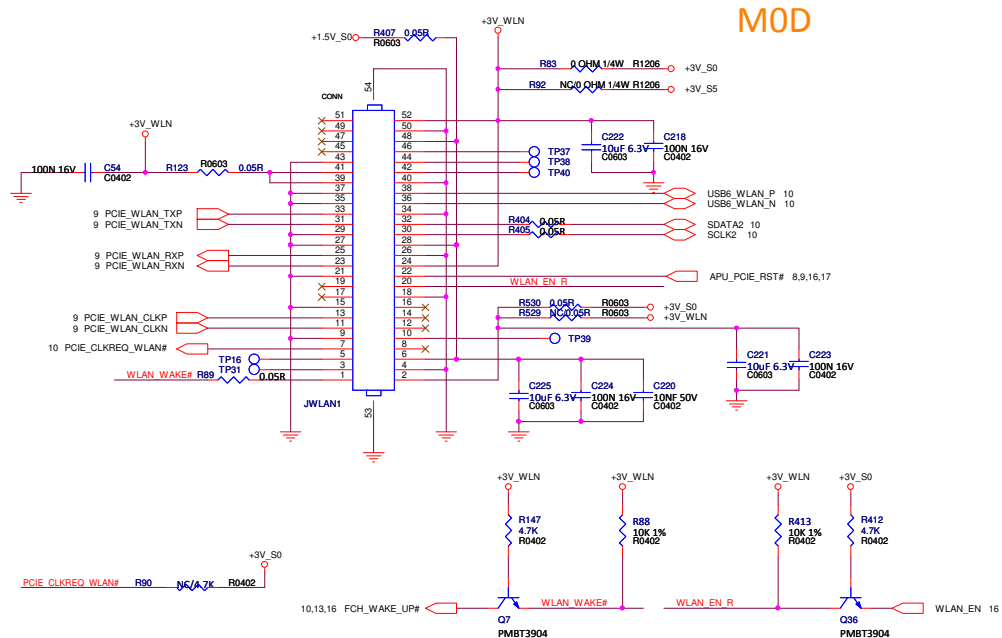 M0D
+3V_WLN
+1.5V_S0 R407 0.05R
R0603
R83 0 OHM 1/4W R1206 +3V_S0
R92 NC/0 OHM 1/4W R1206 +3V_S5
54
CONN
+3V_WLN
51 52
49 50
47 48
45 46 TP37
43 44 TP38
41 42 TP40
39 40
37 38 USB6_WLAN_P 10
35 36 USB6_WLAN_N 10
33 34
31 32
29 30
27 28
25 26
23 24
21 22
19 20
17 18
15 16
13 14
11 12
9 10
7 8
5 6
3 4
1 2
C222
10uF 6.3V
C0603
C218
100N 16V
C0402
100N 16V C54
C0402
R123 R0603 0.05R
9 PCIE_WLAN_TXP
9 PCIE_WLAN_TXN
R404 0.05R SDATA2 10
R405 0.05R SCLK2 10
9 PCIE_WLAN_RXP
9 PCIE_WLAN_RXN
APU_PCIE_RST# 8,9,16,17
WLAN_EN_R
R530 0.05R R0603 +3V_S0
R529 NC/0.05R R0603 +3V_WLN
9 PCIE_WLAN_CLKP
9 PCIE_WLAN_CLKN
TP39
10 PCIE_CLKREQ_WLAN#
TP16
TP31
WLAN_WAKE# R89 0.05R
C221
10uF 6.3V
C0603
C223
100N 16V
C0402
C225
10uF 6.3V
C0603
C224
100N 16V
C0402
C220
10NF 50V
C0402
JWLAN1
53
+3V_WLN +3V_WLN +3V_WLN +3V_S0
R147
4.7K
R0402
R88
10K 1%
R0402
R413
10K 1%
R0402
R412
4.7K
R0402
+3V_S0
PCIE_CLKREQ_WLAN# R90 NC/4.7K R0402
10,13,16 FCH_WAKE_UP# WLAN_WAKE# WLAN_EN_R WLAN_EN 16
Q7
PMBT3904
Q36
PMBT3904